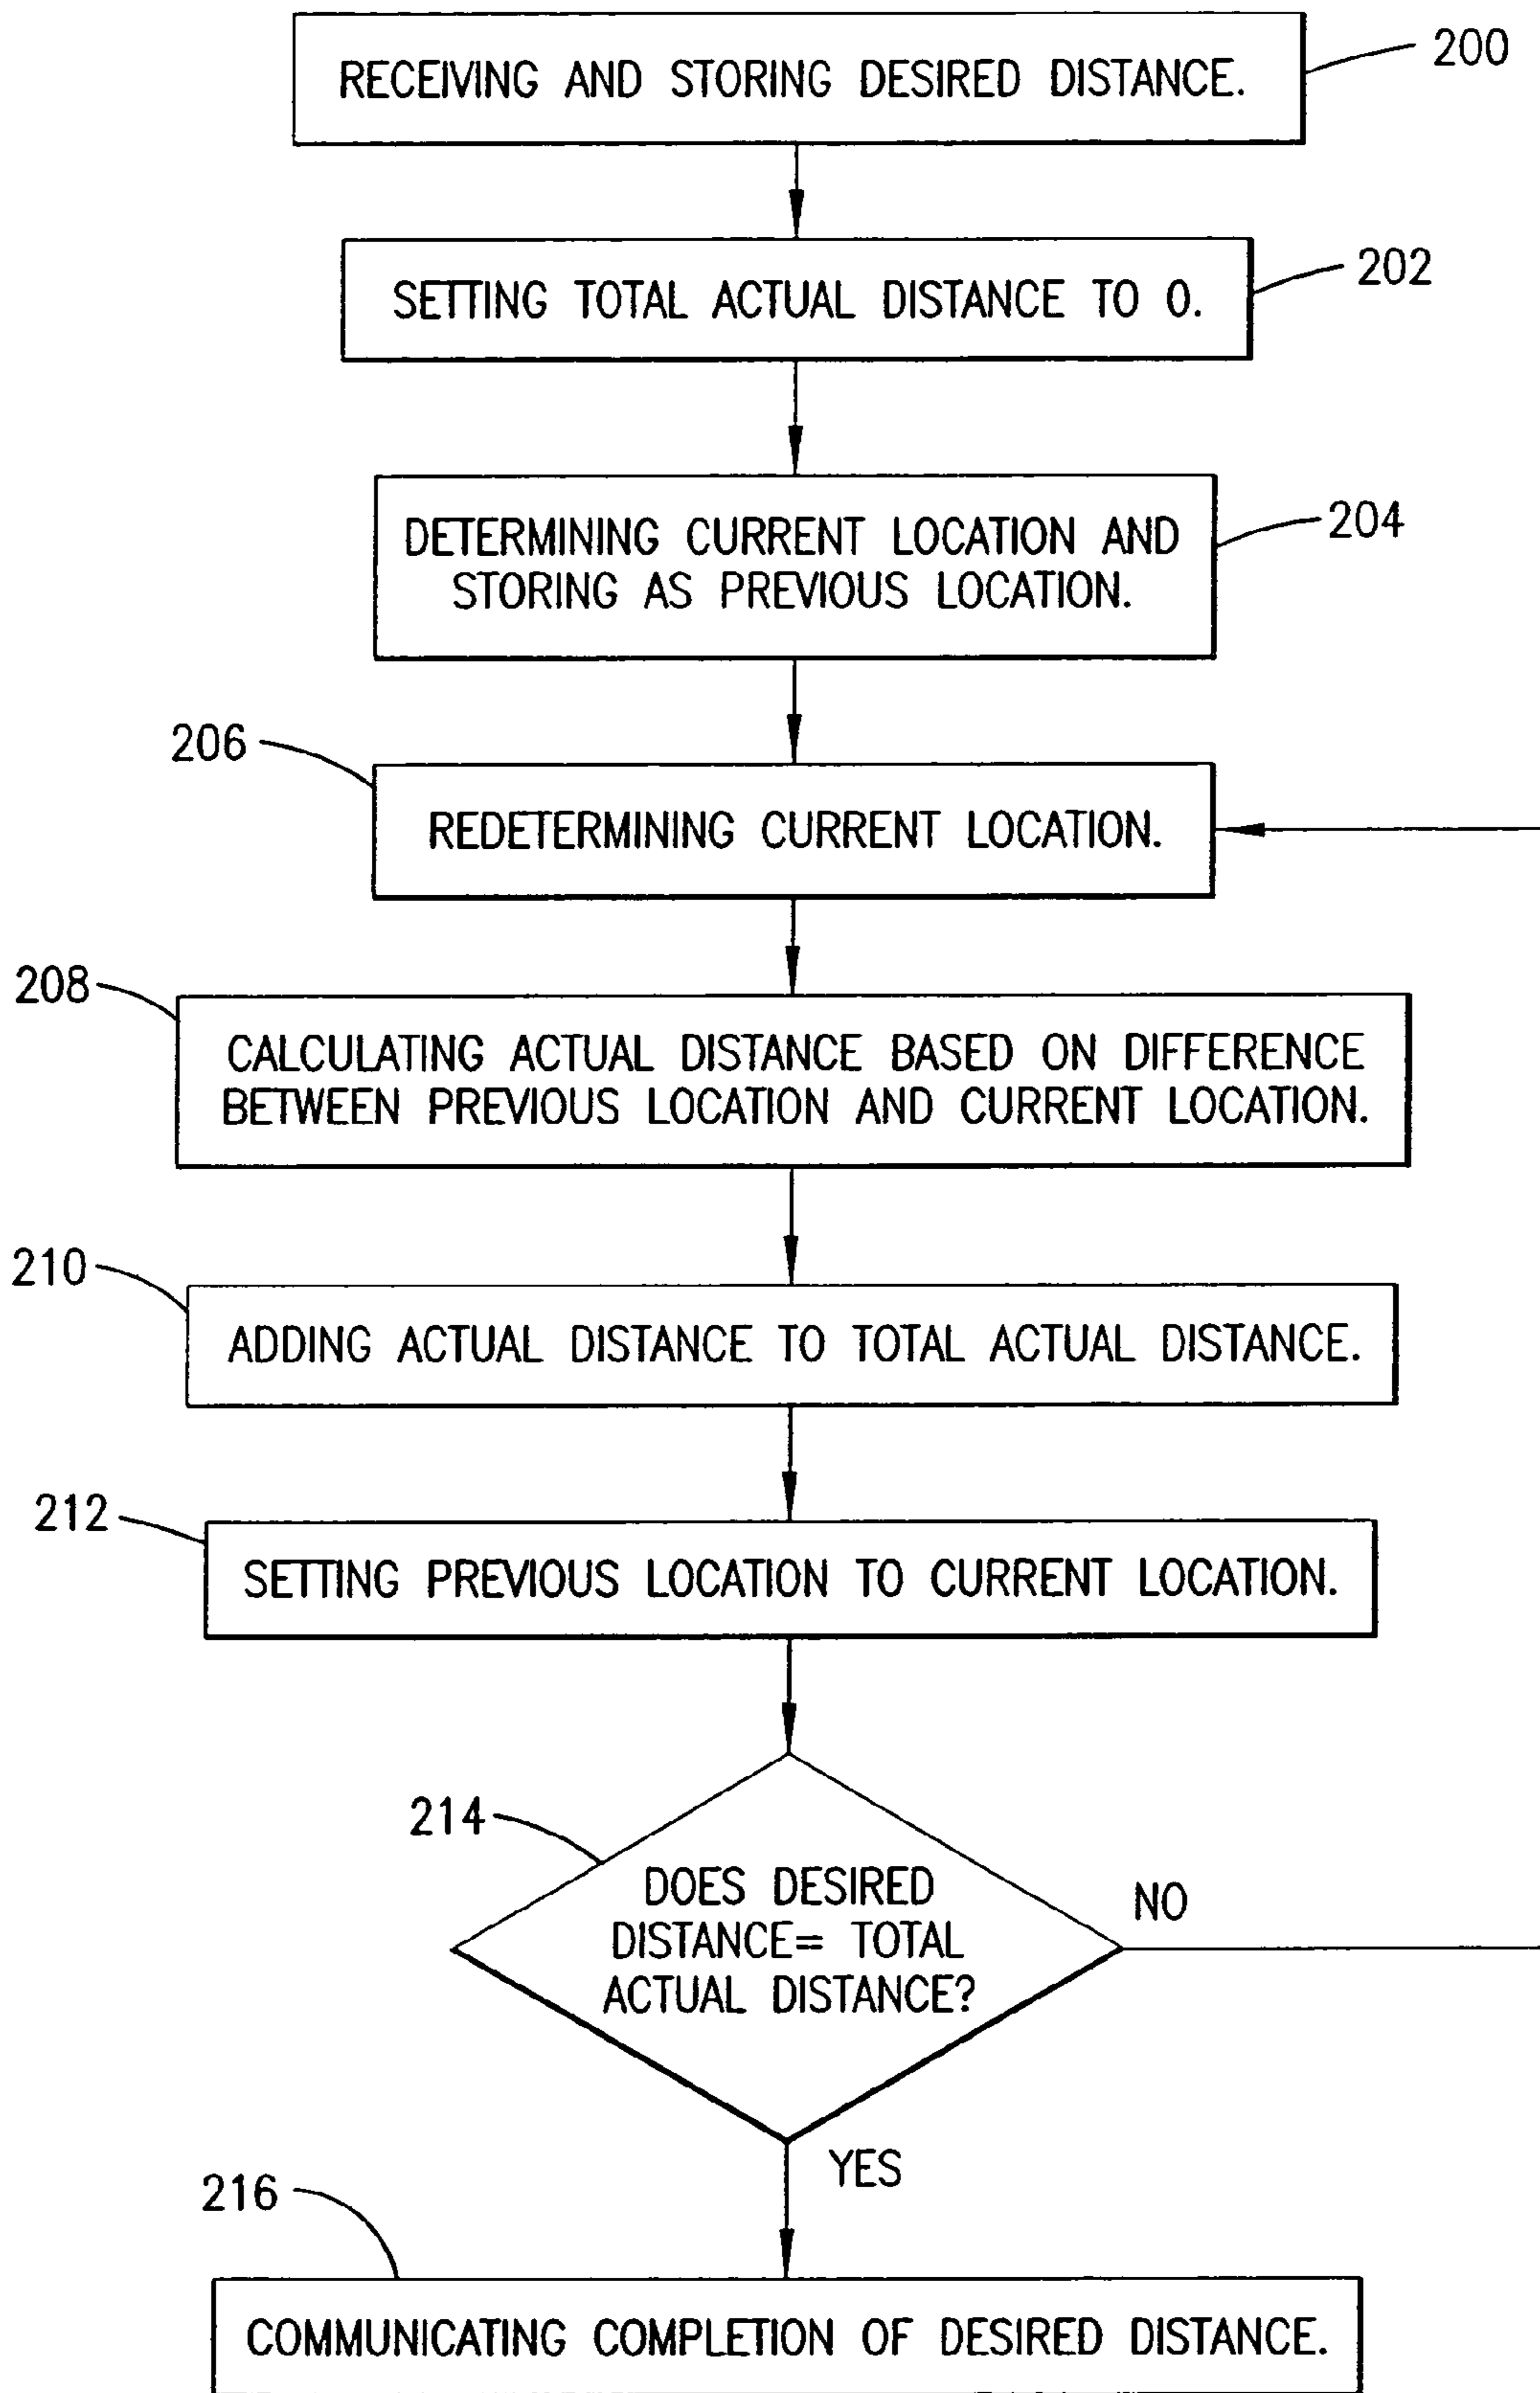 RECEIVING AND STORING DESIRED DISTANCE.
200
SETTING TOTAL ACTUAL DISTANCE TO 0.
202
DETERMINING CURRENT LOCATION AND
STORING AS PREVIOUS LOCATION.
204
206
REDETERMINING CURRENT LOCATION.
208
CALCULATING ACTUAL DISTANCE BASED ON DIFFERENCE
BETWEEN PREVIOUS LOCATION AND CURRENT LOCATION.
210
ADDING ACTUAL DISTANCE TO TOTAL ACTUAL DISTANCE.
212
SETTING PREVIOUS LOCATION TO CURRENT LOCATION.
214
DOES DESIRED
DISTANCE= TOTAL
ACTUAL DISTANCE?
NO
YES
216
COMMUNICATING COMPLETION OF DESIRED DISTANCE.